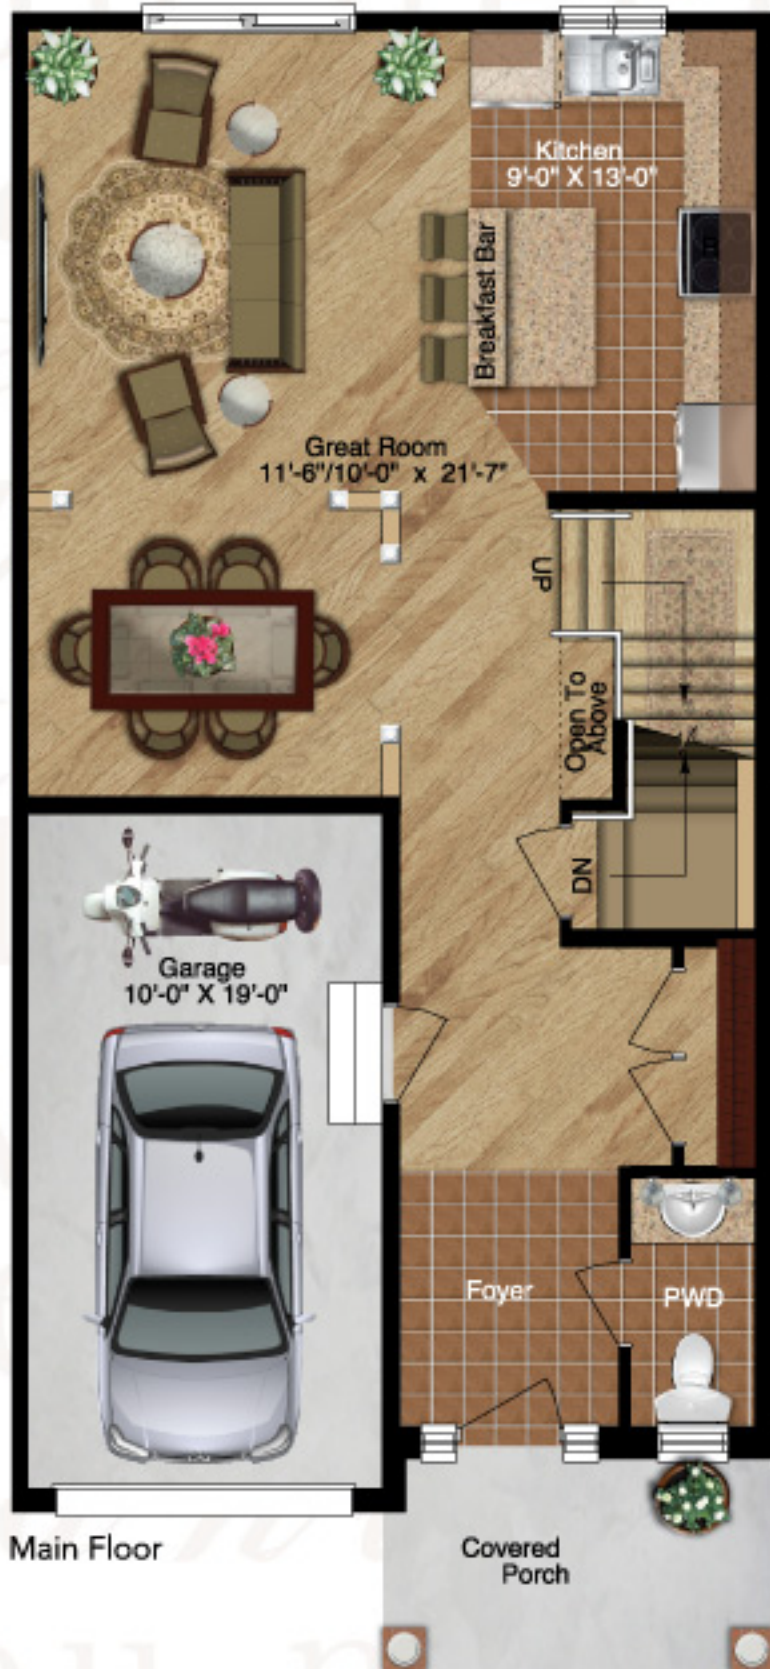 Kitchen
9'-0" X 13'-0"
Breakfast Bar
Great Room
11'-6"/10'-0" x 21'-7"
UP
Open To
Above
DN
Garage
10'-0" X 19'-0"
Foyer
PWD
Main Floor
Covered
Porch